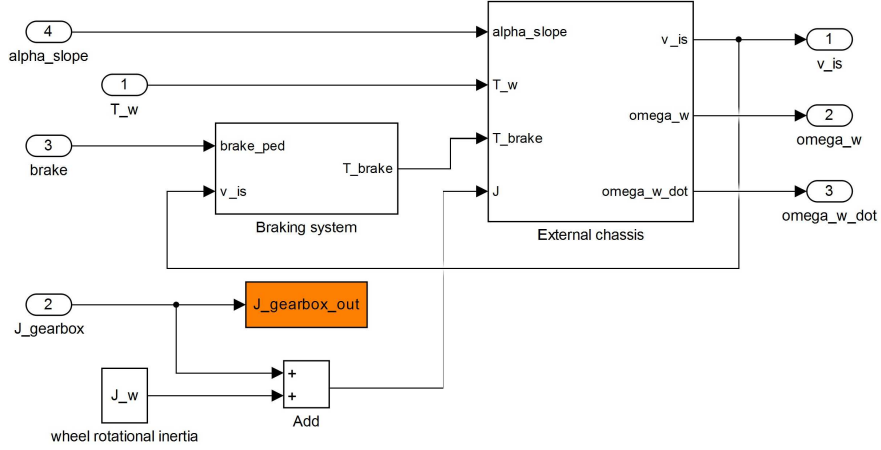 4
alpha_slope
1
T_w
3
brake
brake_ped
v_is
T_brake
Braking system
alpha_slope
T_w
T_brake
J
v_is
omega_w
omega_w_dot
External chassis
1
v_is
2
omega_w
3
omega_w_dot
2
J_gearbox
J_gearbox_out
J_w
wheel rotational inertia
+
+
Add